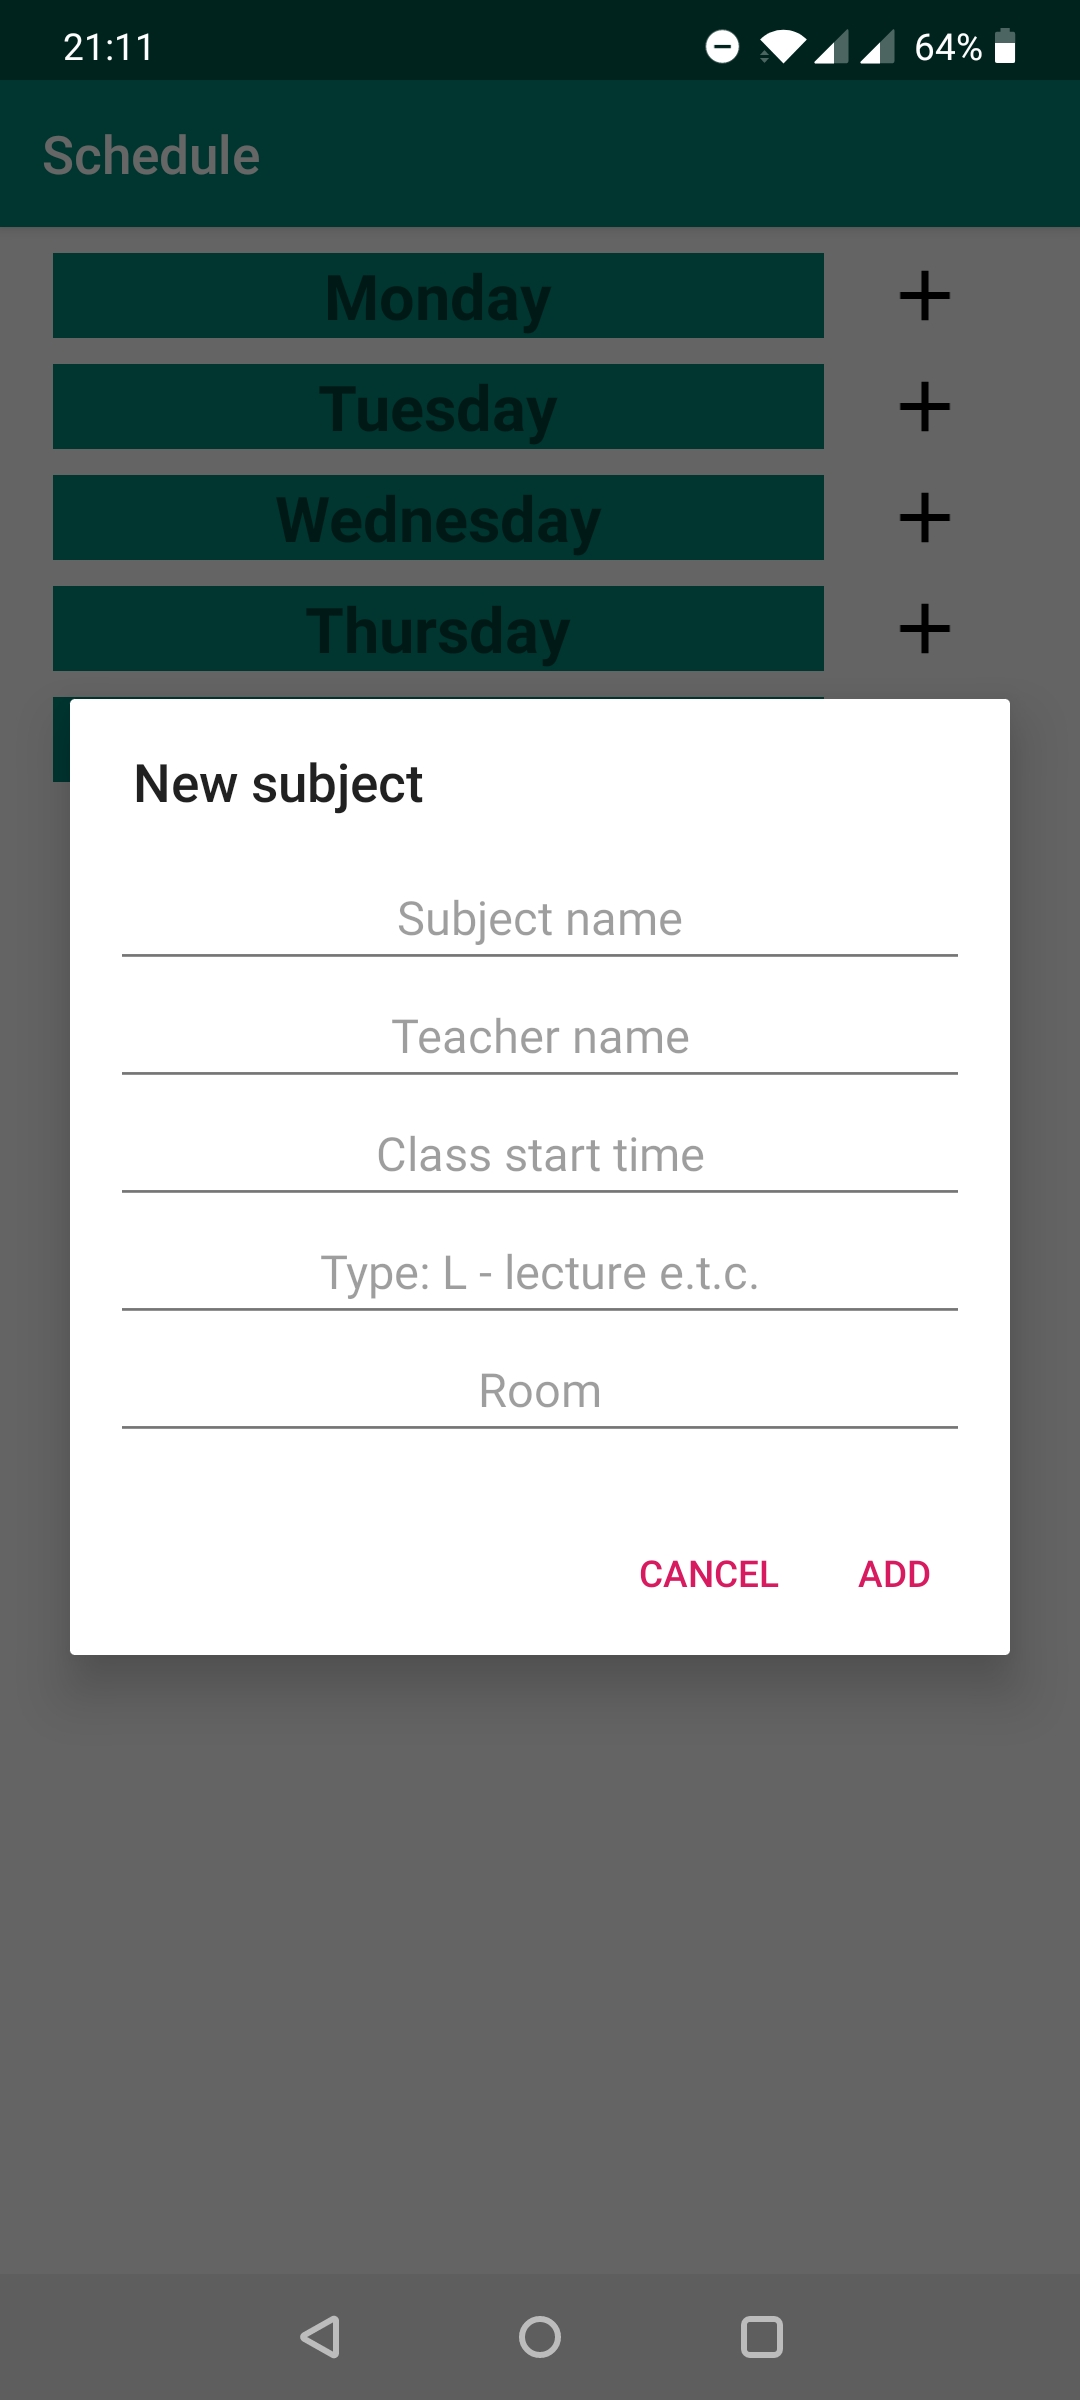 21:11
64%
Schedule
Monday
Tuesday
Wednesday
Thursday
New subject
Subject name
Teacher name
Class start time
Type: L - lecture e.t.c.
Room
CANCEL ADD